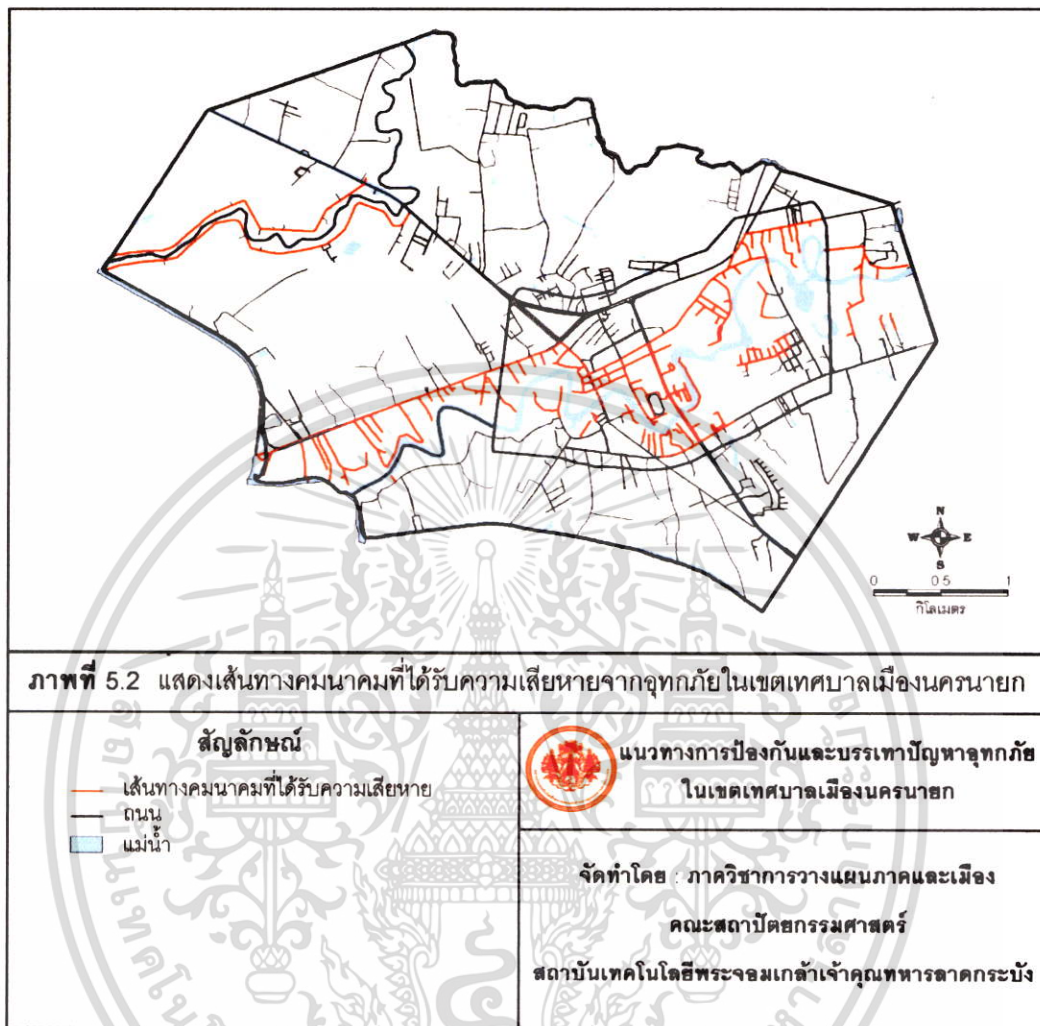 N
W E
S
0 0.5 1
กิโลเมตร
ภาพที่ 5.2 แสดงเส้นทางคมนาคมที่ได้รับความเสียหายจากอุทกภัยในเขตเทศบาลเมืองนครนายก
สัญลักษณ์
เส้นทางคมนาคมที่ได้รับความเสียหาย
ถนน
แม่น้ำ
แนวทางการป้องกันและบรรเทาปัญหาอุทกภัย
ในเขตเทศบาลเมืองนครนายก
จัดทำโดย : ภาควิชาการวางแผนภาคและเมือง
คณะสถาปัตยกรรมศาสตร์
สถาบันเทคโนโลยีพระจอมเกล้าเจ้าคุณทหารลาดกระบัง